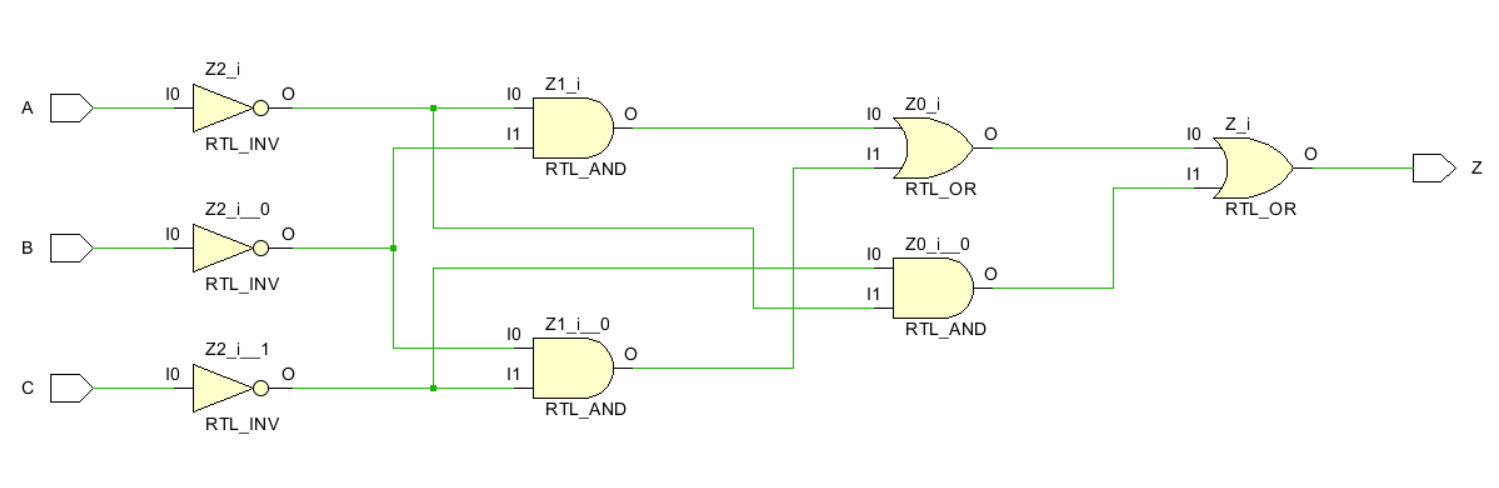 A
I0
Z2_i
O
RTL_INV
B
I0
Z2_i__0
O
RTL_INV
C
I0
Z2_i__1
O
RTL_INV
Z1_i
I0
I1
O
RTL_AND
Z1_i__0
I0
I1
O
RTL_AND
Z0_i
I0
I1
O
RTL_OR
Z0_i__0
I0
I1
O
RTL_AND
Z_i
I0
I1
O
RTL_OR
Z